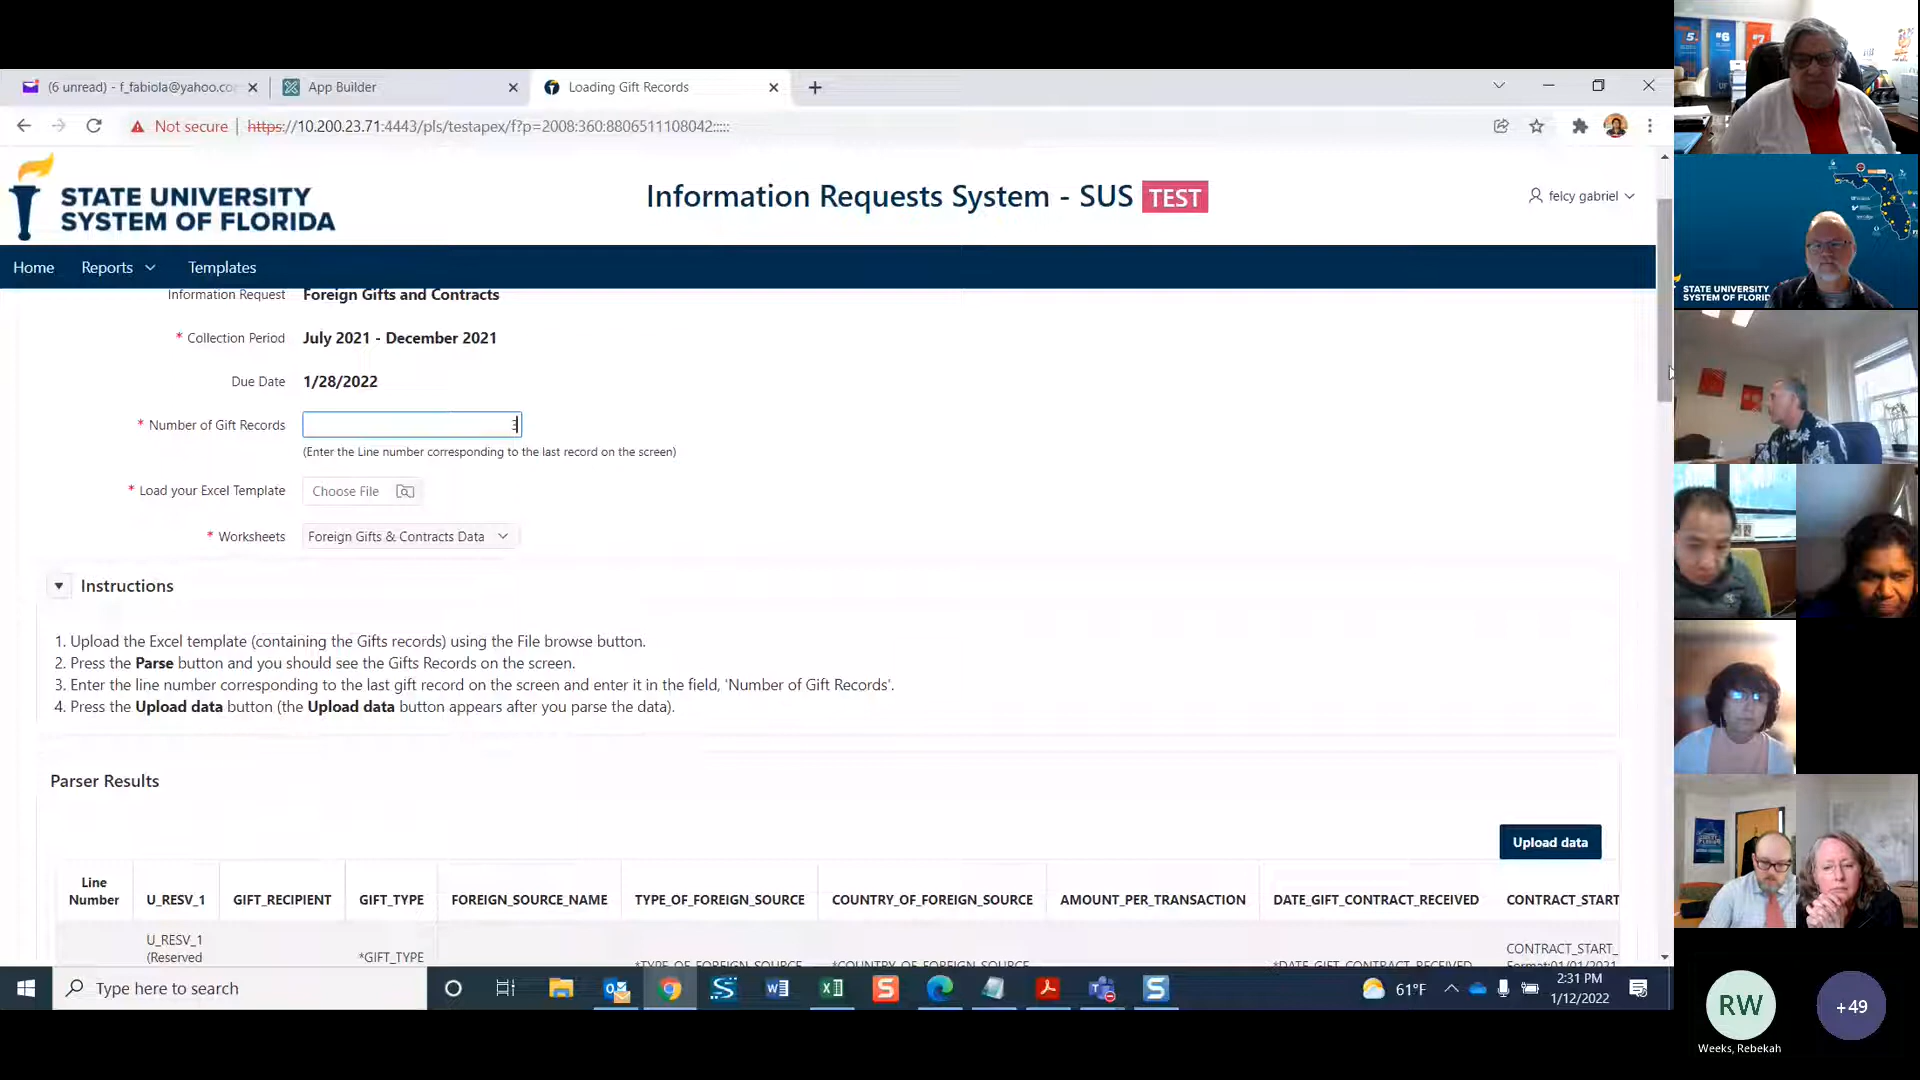 (6 unread) - f_fabiola@yahoo.co
App Builder
Loading Gift Records
Not secure
https://10.200.23.71:4443/pls/testapex/f?p=2008:360:8806511108042:::::
STATE UNIVERSITY
SYSTEM OF FLORIDA
Information Requests System - SUS TEST
felcy gabriel
Home
Reports
Templates
Information Request
Foreign Gifts and Contracts
* Collection Period
July 2021 - December 2021
Due Date
1/28/2022
* Number of Gift Records
(Enter the Line number corresponding to the last record on the screen)
* Load your Excel Template
Choose File
* Worksheets
Foreign Gifts & Contracts Data
Instructions
1. Upload the Excel template (containing the Gifts records) using the File browse button.
2. Press the Parse button and you should see the Gifts Records on the screen.
3. Enter the line number corresponding to the last gift record on the screen and enter it in the field, 'Number of Gift Records'.
4. Press the Upload data button (the Upload data button appears after you parse the data).
Parser Results
Upload data
Line
Number
U_RESV_1
GIFT_RECIPIENT
GIFT_TYPE
FOREIGN_SOURCE_NAME
TYPE_OF_FOREIGN_SOURCE
COUNTRY_OF_FOREIGN_SOURCE
AMOUNT_PER_TRANSACTION
DATE_GIFT_CONTRACT_RECEIVED
CONTRACT_START
U_RESV_1
(Reserved
*GIFT_TYPE
*TYPE_OF_FOREIGN_SOURCE
*COUNTRY_OF_FOREIGN_SOURCE
*DATE_GIFT_CONTRACT_RECEIVED
CONTRACT_START_
Format:01/01/2021
Type here to search
61°F
2:31 PM
1/12/2022
#6
STATE UNIVERSITY
SYSTEM OF FLORID
RW
Weeks, Rebekah
+49